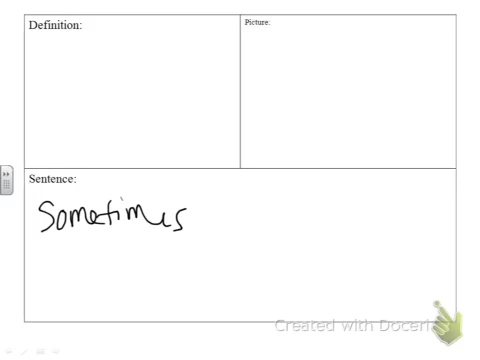 Definition:
Picture:
Sentence:
Sometimes
Created with Doceri